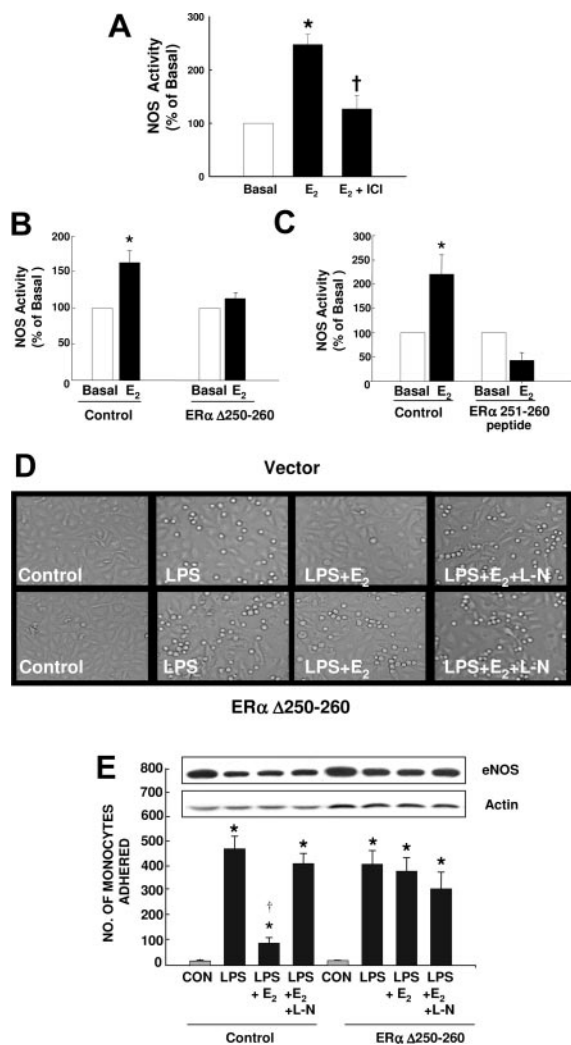 A
NOS Activity
(% of Basal)
300
200
100
0
*
†
Basal E₂ E₂ + ICI
B
NOS Activity
(% of Basal )
200
150
100
50
0
*
Basal E₂ Basal E₂
Control ERα Δ250-260
C
NOS Activity
(% of Basal )
300
250
200
150
100
50
0
*
Basal E₂ Basal E₂
Control ERα 251-260
peptide
D
Vector
Control LPS LPS+E₂ LPS+E₂+L-N
Control LPS LPS+E₂ LPS+E₂+L-N
ERα Δ250-260
E
NO. OF MONOCYTES
ADHERED
800
700
600
500
400
300
200
100
0
eNOS
Actin
* † * * * * *
CON LPS LPS LPS CON LPS LPS LPS
+ E₂ +E₂ + E₂ +E₂
+L-N +L-N
Control ERα Δ250-260